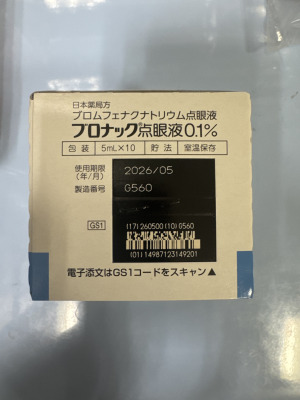 日本薬局方
ブロムフェナクナトリウム点眼液
ブロナック®点眼液0.1%
包装 5mL×10 貯法 室温保存
使用期限 2026/05
(年/月)
製造番号 G560
GS1
(17)260500(10)G560
(01)14987123149201
電子添文はGS1コードをスキャン▲